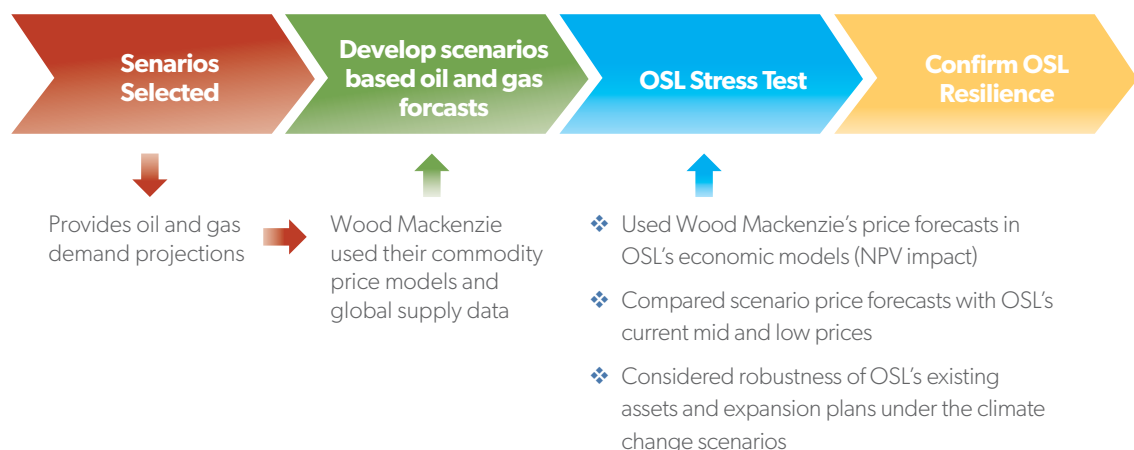 Senarios
Selected
Develop scenarios
based oil and gas
forcasts
OSL Stress Test
Confirm OSL
Resilience
Provides oil and gas
demand projections
Wood Mackenzie
used their commodity
price models and
global supply data
❖ Used Wood Mackenzie’s price forecasts in
OSL’s economic models (NPV impact)
❖ Compared scenario price forecasts with OSL’s
current mid and low prices
❖ Considered robustness of OSL’s existing
assets and expansion plans under the climate
change scenarios